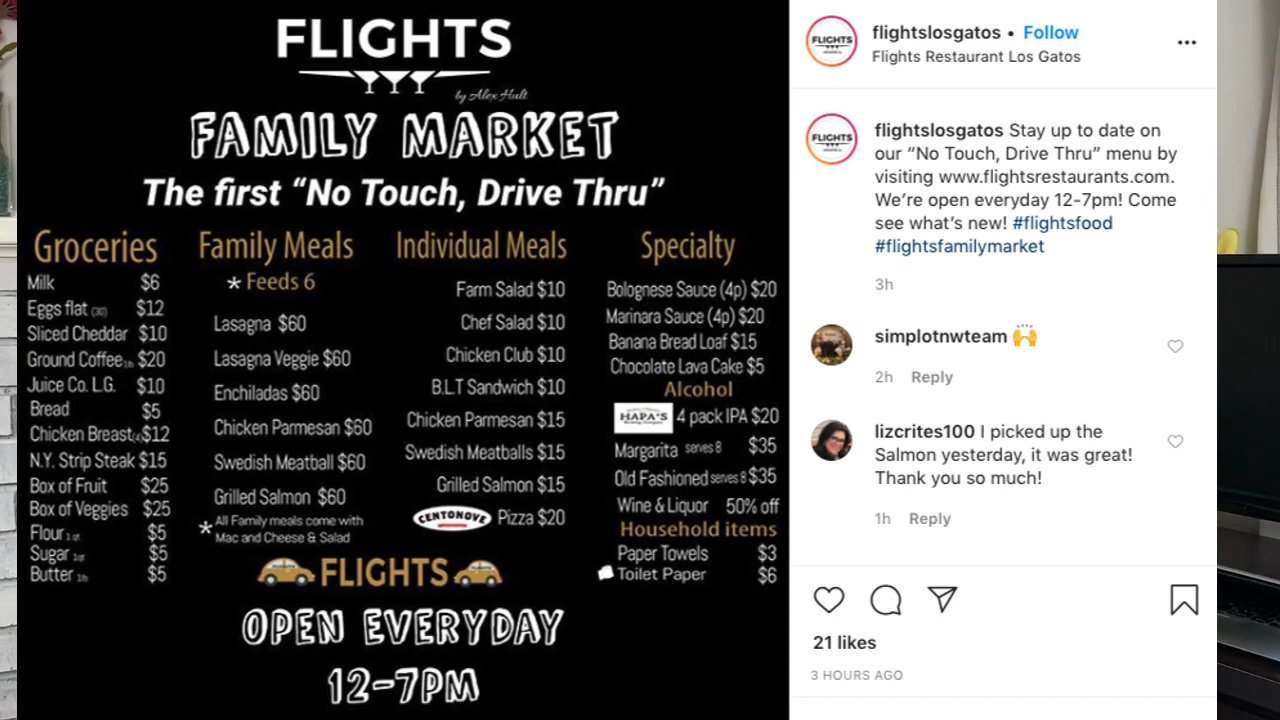 FLIGHTS
by Alex Hult
FAMILY MARKET
The first “No Touch, Drive Thru”
Groceries
Milk $6
Eggs flat (30) $12
Sliced Cheddar $10
Ground Coffee 1lb $20
Juice Co. L.G. $10
Bread $5
Chicken Breast(4) $12
N.Y. Strip Steak $15
Box of Fruit $25
Box of Veggies $25
Flour 1 qt $5
Sugar 1qt $5
Butter 1lb $5
Family Meals
* Feeds 6
Lasagna $60
Lasagna Veggie $60
Enchiladas $60
Chicken Parmesan $60
Swedish Meatball $60
Grilled Salmon $60
* All Family meals come with
Mac and Cheese & Salad
Individual Meals
Farm Salad $10
Chef Salad $10
Chicken Club $10
B.L.T Sandwich $10
Chicken Parmesan $15
Swedish Meatballs $15
Grilled Salmon $15
CENTONOVE Pizza $20
Specialty
Bolognese Sauce (4p) $20
Marinara Sauce (4p) $20
Banana Bread Loaf $15
Chocolate Lava Cake $5
Alcohol
HAPA'S 4 pack IPA $20
Margarita serves 8 $35
Old Fashioned serves 8 $35
Wine & Liquor 50% off
Household items
Paper Towels $3
Toilet Paper $6
FLIGHTS
OPEN EVERYDAY
12-7PM
FLIGHTS
flightslosgatos • Follow
Flights Restaurant Los Gatos
FLIGHTS
flightslosgatos Stay up to date on
our “No Touch, Drive Thru” menu by
visiting www.flightsrestaurants.com.
We’re open everyday 12-7pm! Come
see what’s new! #flightsfood
#flightsfamilymarket
3h
simplotnwteam 🙌
2h Reply
lizcrites100 I picked up the
Salmon yesterday, it was great!
Thank you so much!
1h Reply
21 likes
3 HOURS AGO